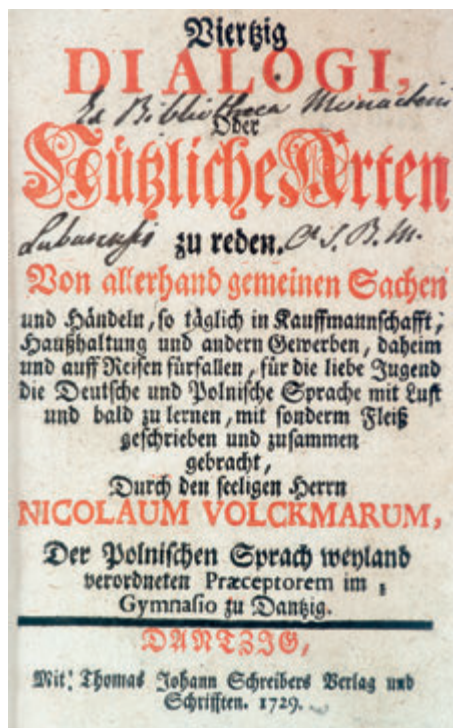 Viertzig
DIALOGI,
Ex Bibliotheca
Oder
Nützliche Arten
zu reden. O. S. B. M.
Von allerhand gemeinen Sachen
und Händeln, so täglich in Kauffmannschafft,
Haußhaltung und andern Gewerben, daheim
und auff Reisen fürfallen, für die liebe Jugend
die Deutsche und Polnische Sprache mit Lust
und bald zu lernen, mit sonderm Fleiß
geschrieben und zusammen
gebracht,
Durch den seeligen Herrn
NICOLAUM VOLCKMARUM,
Der Polnischen Sprach weyland
verordneten Præceptorem im
Gymnasio zu Dantzig.
DANTZIG,
Mit Thomas Johann Schreibers Verlag und
Schrifften. 1729.